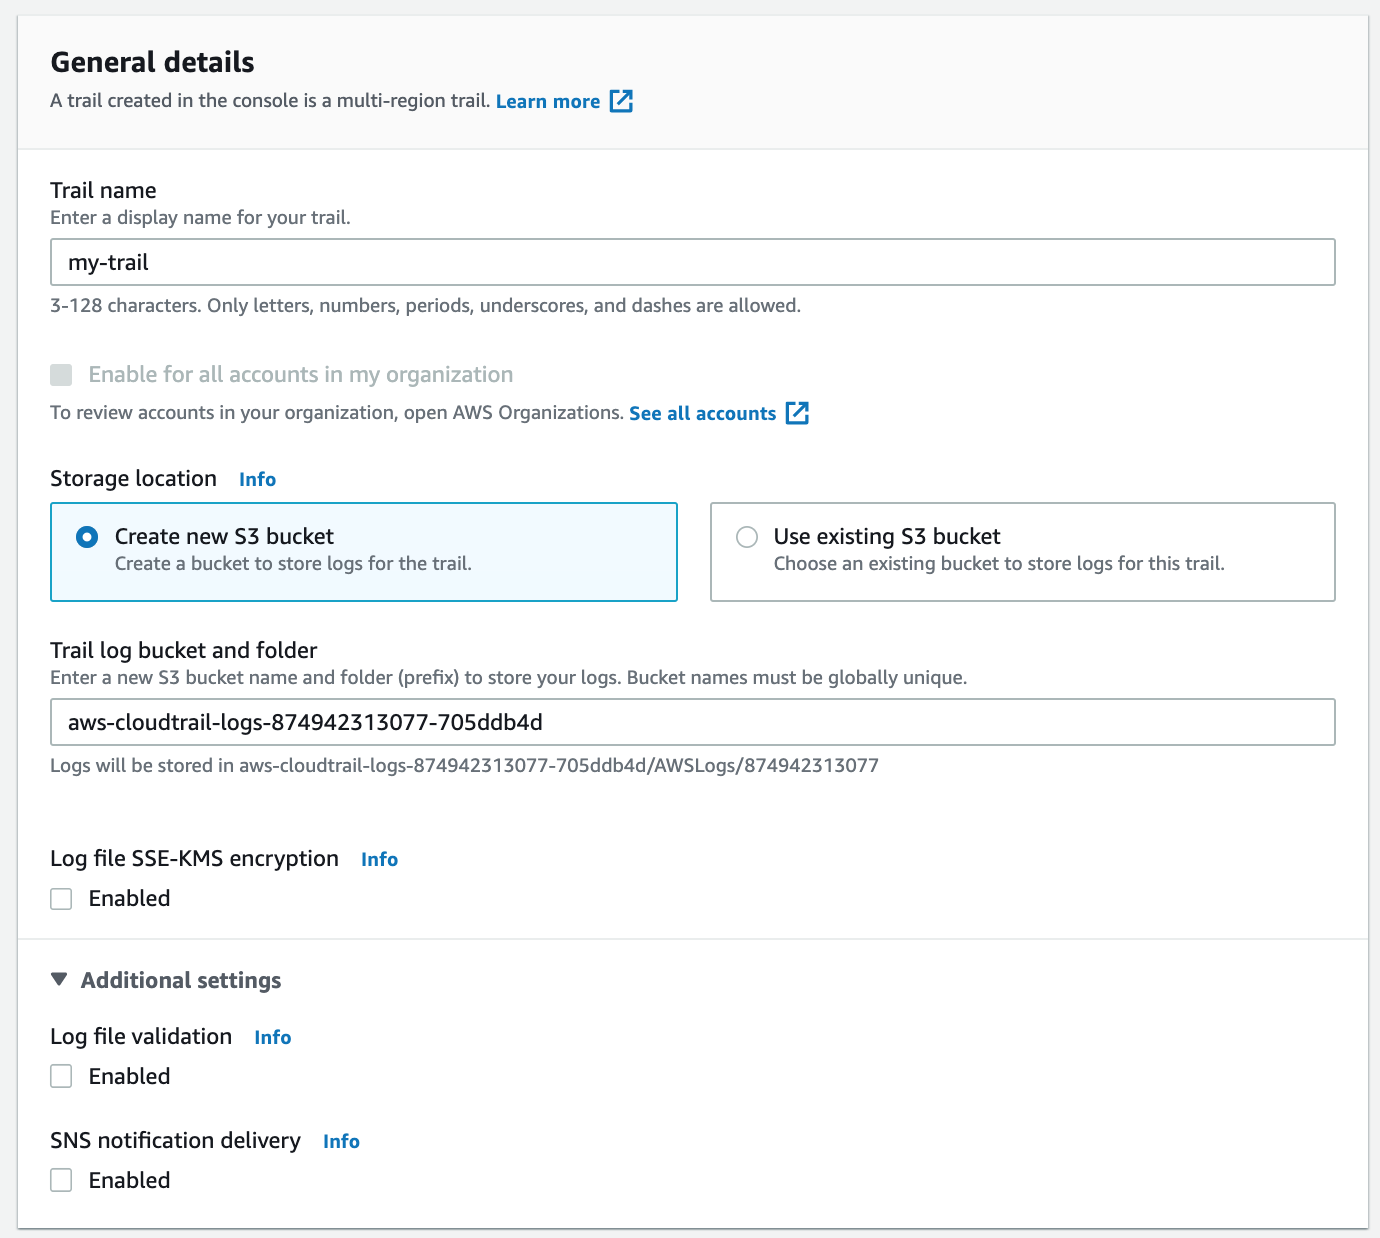 General details
A trail created in the console is a multi-region trail. Learn more
Trail name
Enter a display name for your trail.
my-trail
3-128 characters. Only letters, numbers, periods, underscores, and dashes are allowed.
Enable for all accounts in my organization
To review accounts in your organization, open AWS Organizations. See all accounts
Storage location Info
Create new S3 bucket
Create a bucket to store logs for the trail.
Use existing S3 bucket
Choose an existing bucket to store logs for this trail.
Trail log bucket and folder
Enter a new S3 bucket name and folder (prefix) to store your logs. Bucket names must be globally unique.
aws-cloudtrail-logs-874942313077-705ddb4d
Logs will be stored in aws-cloudtrail-logs-874942313077-705ddb4d/AWSLogs/874942313077
Log file SSE-KMS encryption Info
Enabled
Additional settings
Log file validation Info
Enabled
SNS notification delivery Info
Enabled